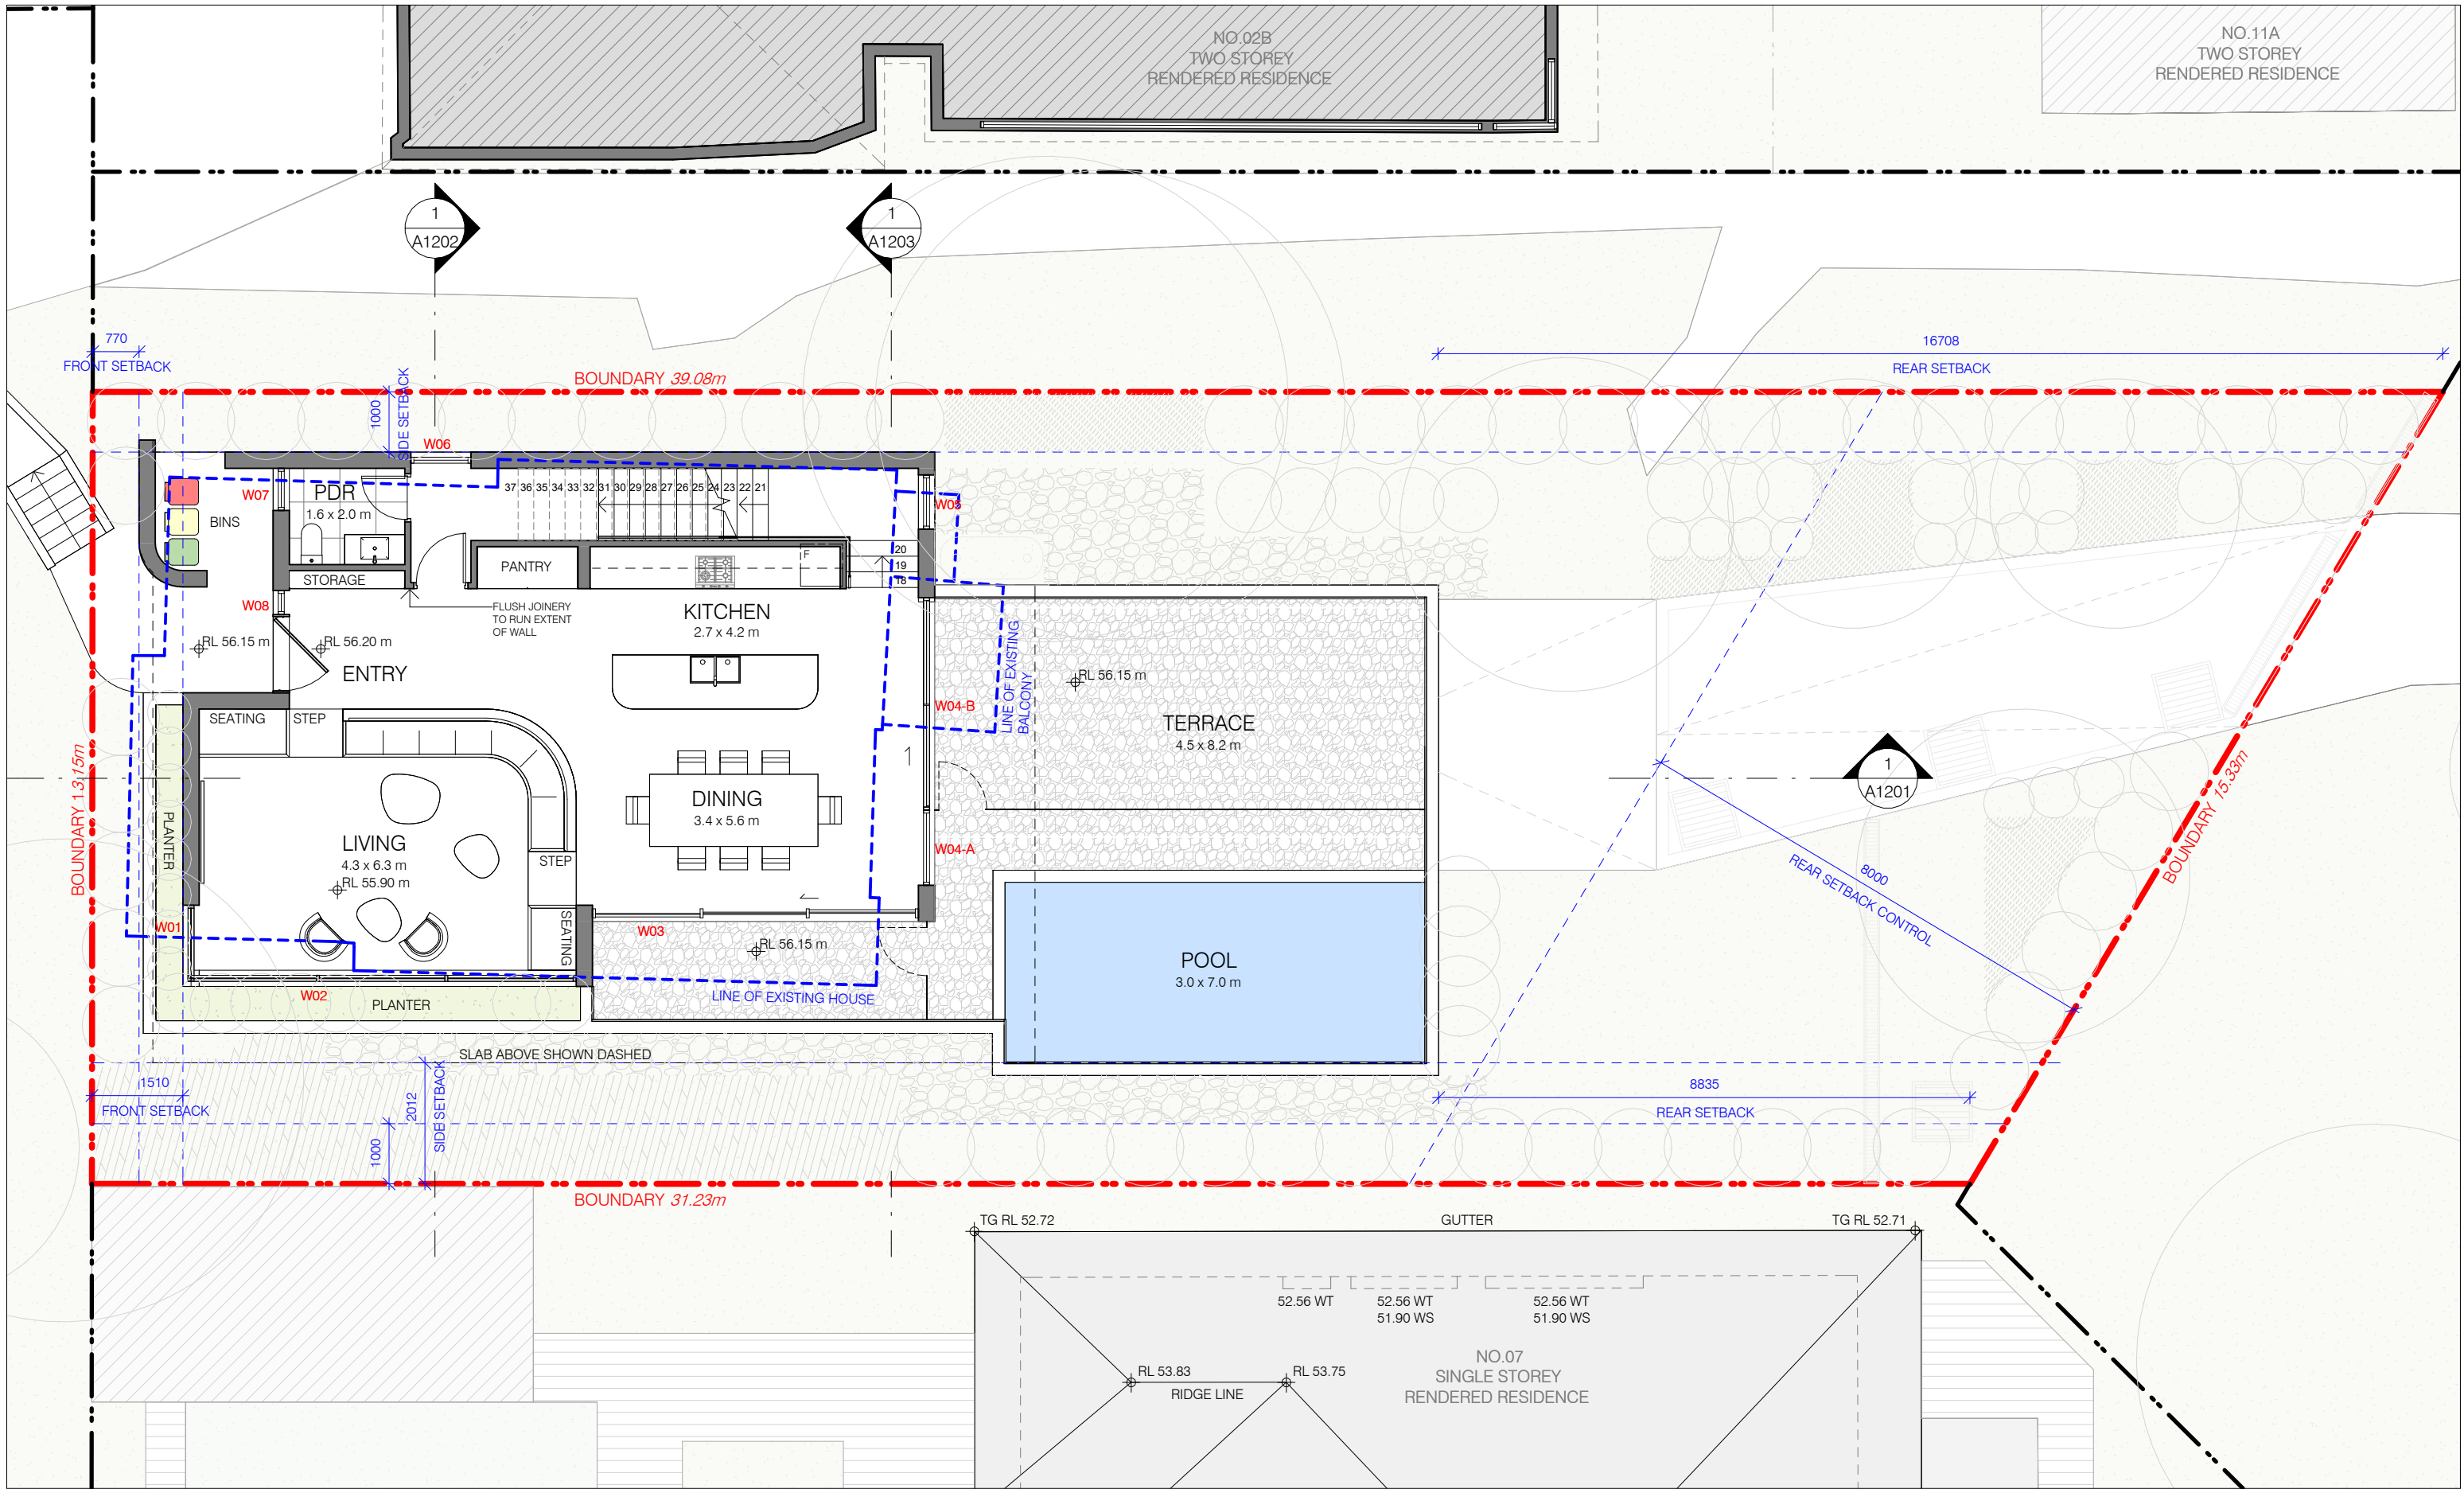 NO.02B
TWO STOREY
RENDERED RESIDENCE
NO.11A
TWO STOREY
RENDERED RESIDENCE
1
A1202
1
A1203
770
FRONT SETBACK
16708
REAR SETBACK
BOUNDARY 39.08m
1000
SIDE SETBACK
W06
W07
PDR
1.6 x 2.0 m
BINS
37 36 35 34 33 32 31 30 29 28 27 26 25 24 23 22 21
W05
20
19
18
F
PANTRY
STORAGE
W08
FLUSH JOINERY
TO RUN EXTENT
OF WALL
KITCHEN
2.7 x 4.2 m
RL 56.15 m
RL 56.20 m
ENTRY
LINE OF EXISTING
BALCONY
RL 56.15 m
W04-B
TERRACE
4.5 x 8.2 m
SEATING
STEP
1
A1201
BOUNDARY 13.15m
BOUNDARY 15.33m
PLANTER
DINING
3.4 x 5.6 m
LIVING
4.3 x 6.3 m
RL 55.90 m
STEP
W04-A
8000
REAR SETBACK CONTROL
W01
SEATING
W03
RL 56.15 m
POOL
3.0 x 7.0 m
W02
PLANTER
LINE OF EXISTING HOUSE
SLAB ABOVE SHOWN DASHED
1510
FRONT SETBACK
2012
SIDE SETBACK
1000
8835
REAR SETBACK
BOUNDARY 31.23m
TG RL 52.72
GUTTER
TG RL 52.71
52.56 WT
52.56 WT
51.90 WS
52.56 WT
51.90 WS
RL 53.83
RL 53.75
RIDGE LINE
NO.07
SINGLE STOREY
RENDERED RESIDENCE